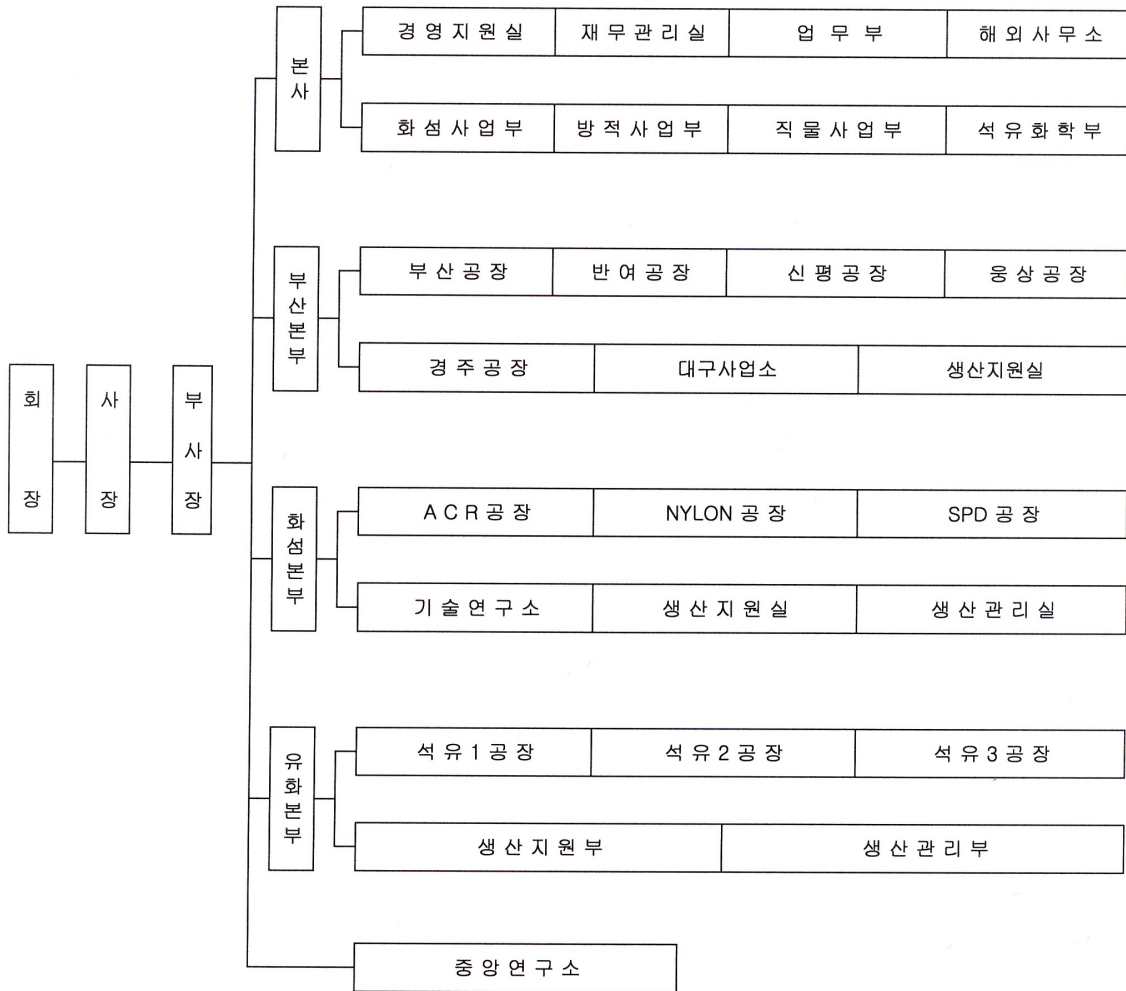 회장
사장
부사장
본사
경영지원실 재무관리실 업무부 해외사무소
화섬사업부 방적사업부 직물사업부 석유화학부
부산본부
부산공장 반여공장 신평공장 웅상공장
경주공장 대구사업소 생산지원실
화섬본부
ACR공장 NYLON 공장 SPD 공장
기술연구소 생산지원실 생산관리실
유화본부
석유1공장 석유2공장 석유3공장
생산지원부 생산관리부
중앙연구소